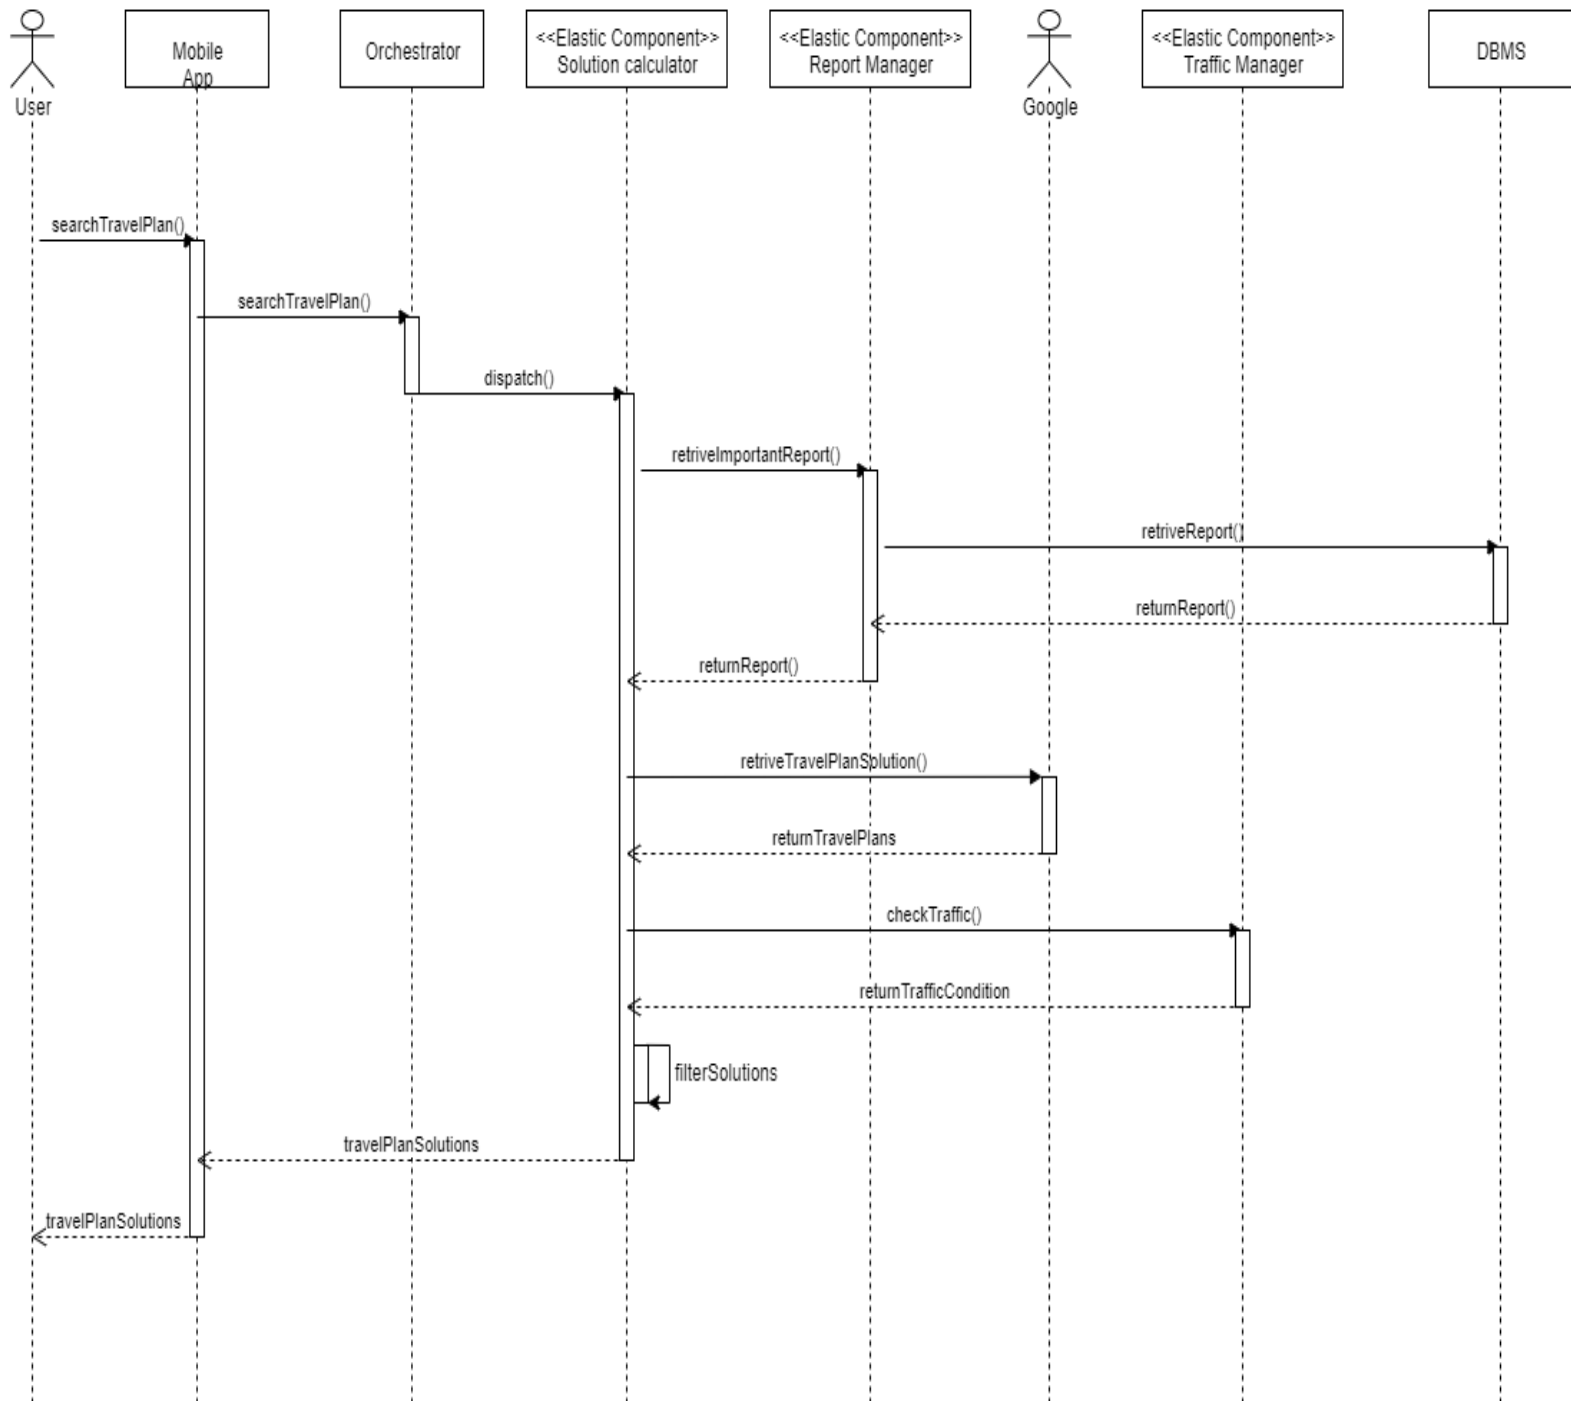 User
Mobile
App
Orchestrator
<<Elastic Component>>
Solution calculator
<<Elastic Component>>
Report Manager
Google
<<Elastic Component>>
Traffic Manager
DBMS
searchTravelPlan()
searchTravelPlan()
dispatch()
retriveImportantReport()
retriveReport()
returnReport()
returnReport()
retriveTravelPlanSolution()
returnTravelPlans
checkTraffic()
returnTrafficCondition
filterSolutions
travelPlanSolutions
travelPlanSolutions